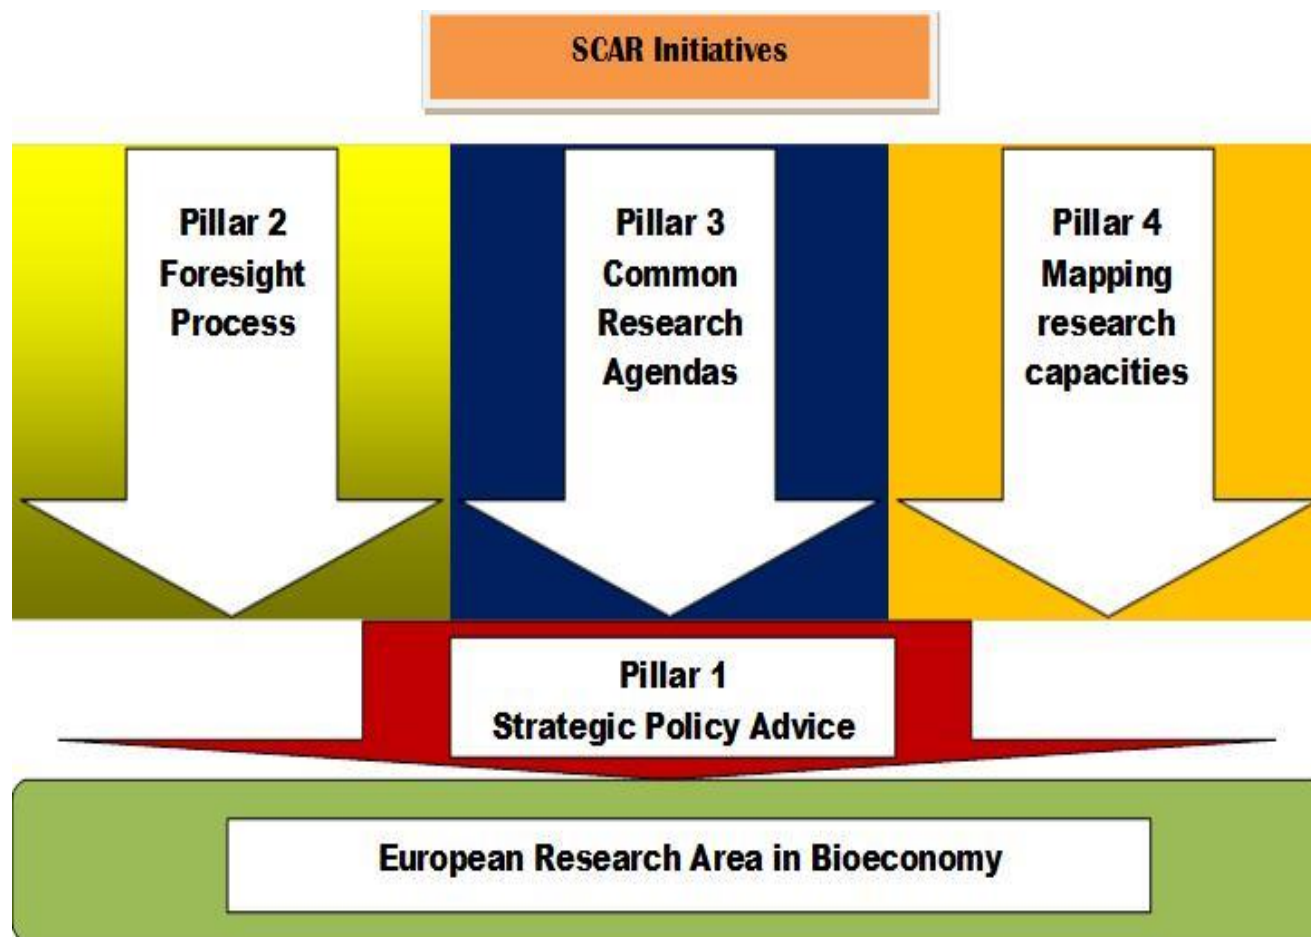 SCAR Initiatives
Pillar 2
Foresight
Process
Pillar 3
Common
Research
Agendas
Pillar 4
Mapping
research
capacities
Pillar 1
Strategic Policy Advice
European Research Area in Bioeconomy